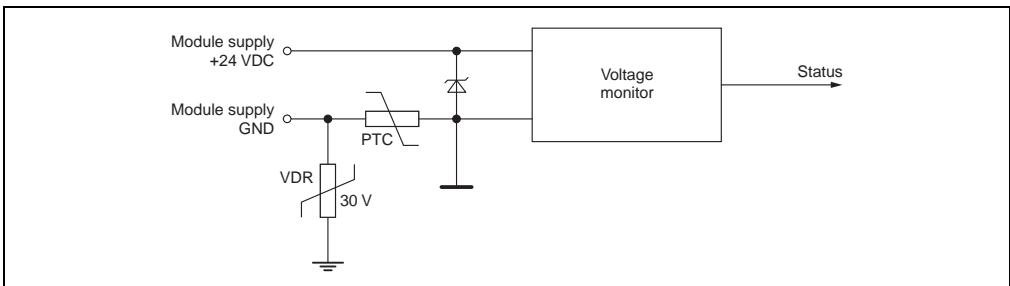 Module supply
+24 VDC
Voltage
monitor
Status
Module supply
GND
PTC
VDR
30 V